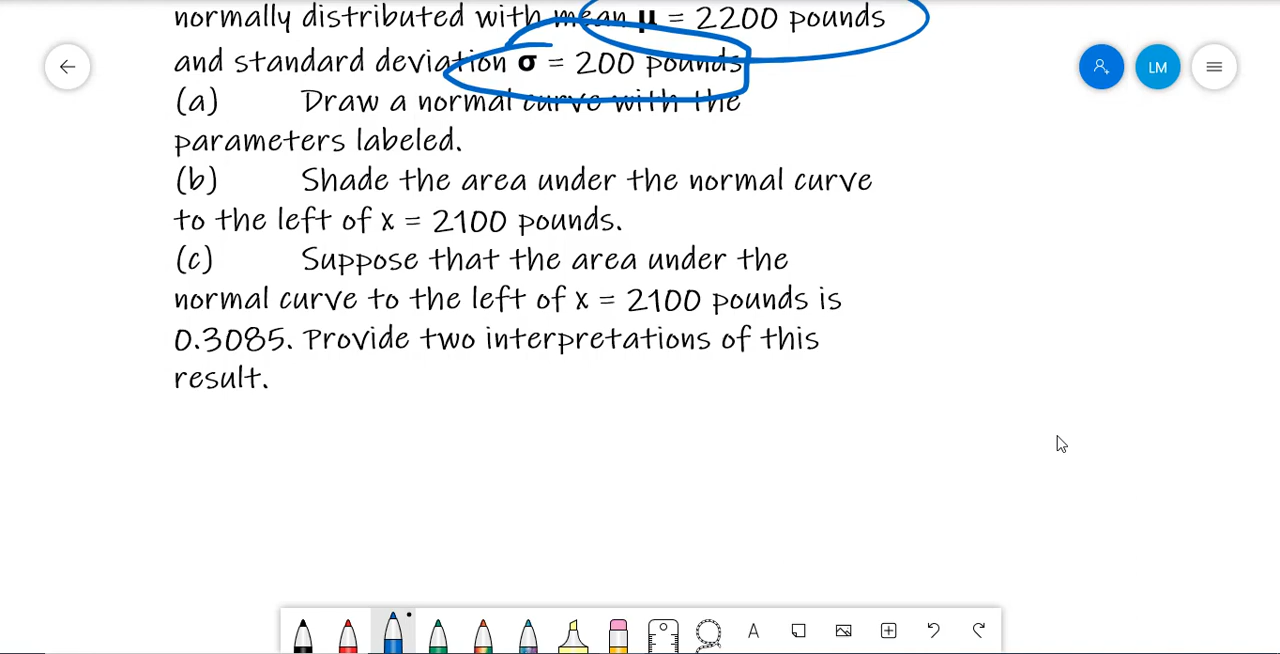 normally distributed with mean μ = 2200 pounds
and standard deviation σ = 200 pounds
(a) Draw a normal curve with the
parameters labeled.
(b) Shade the area under the normal curve
to the left of x = 2100 pounds.
(c) Suppose that the area under the
normal curve to the left of x = 2100 pounds is
0.3085. Provide two interpretations of this
result.
LM
A